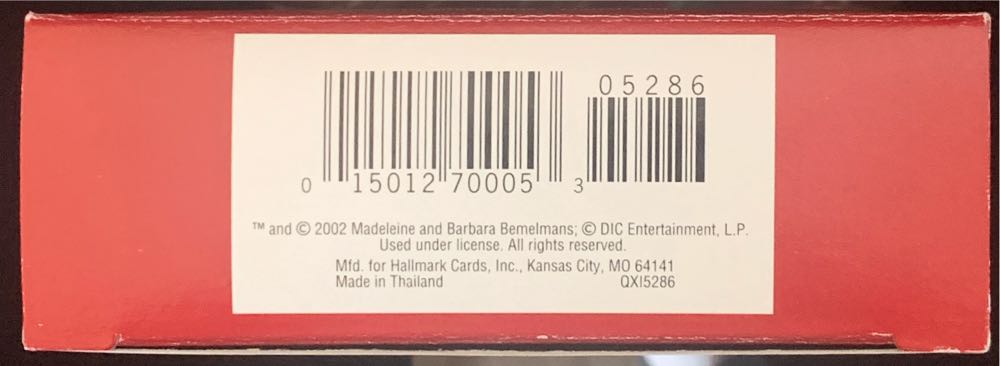 05286
0 15012 70005 3
™ and © 2002 Madeleine and Barbara Bemelmans; © DIC Entertainment, L.P.
Used under license. All rights reserved.
Mfd. for Hallmark Cards, Inc., Kansas City, MO 64141
Made in Thailand QXI5286